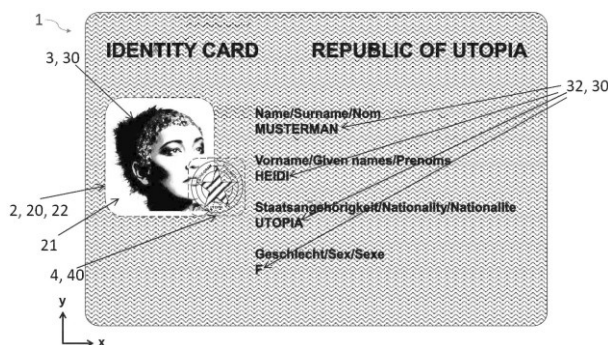 1
3, 30
IDENTITY CARD REPUBLIC OF UTOPIA
32, 30
Name/Surname/Nom
MUSTERMAN
Vorname/Given names/Prenoms
HEIDI
Staatsangehörigkeit/Nationality/Nationalite
UTOPIA
2, 20, 22
21
Geschlecht/Sex/Sexe
F
4, 40
y
x